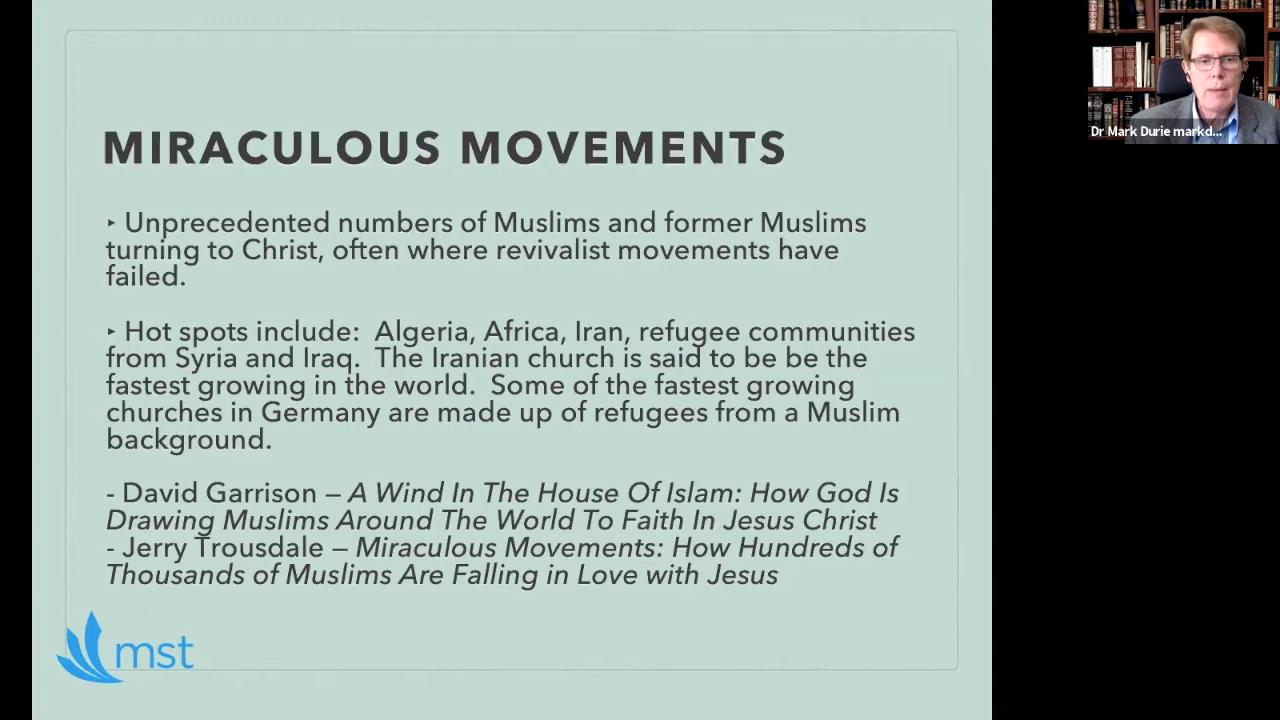 MIRACULOUS MOVEMENTS
‣ Unprecedented numbers of Muslims and former Muslims
turning to Christ, often where revivalist movements have
failed.
‣ Hot spots include:  Algeria, Africa, Iran, refugee communities
from Syria and Iraq.  The Iranian church is said to be be the
fastest growing in the world.  Some of the fastest growing
churches in Germany are made up of refugees from a Muslim
background.
- David Garrison – A Wind In The House Of Islam: How God Is
Drawing Muslims Around The World To Faith In Jesus Christ
- Jerry Trousdale – Miraculous Movements: How Hundreds of
Thousands of Muslims Are Falling in Love with Jesus
mst
Dr Mark Durie markd...